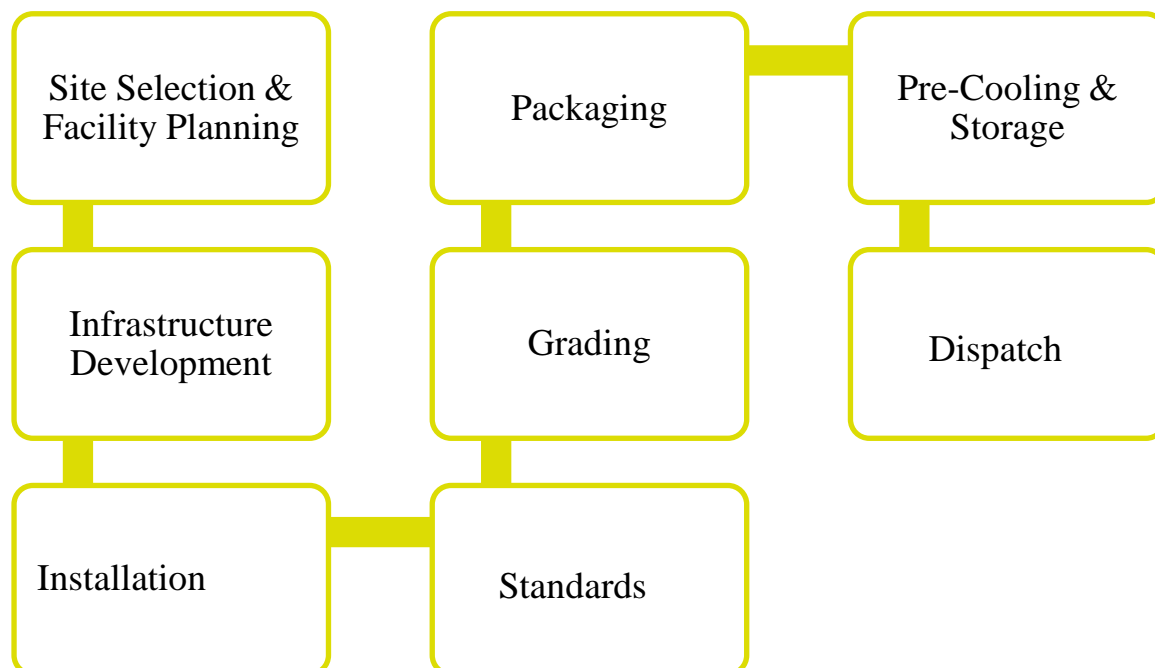 Site Selection &
Facility Planning
Infrastructure
Development
Installation
Standards
Grading
Packaging
Pre-Cooling &
Storage
Dispatch